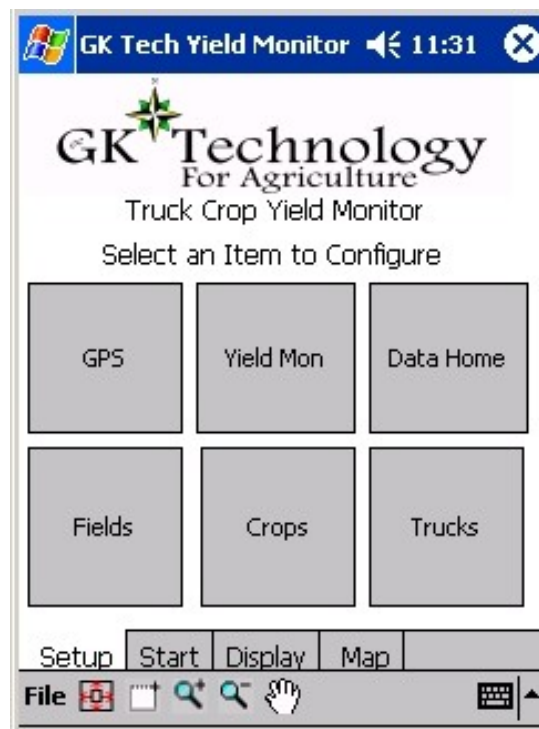 GK Tech Yield Monitor 11:31
GK Technology
For Agriculture
Truck Crop Yield Monitor
Select an Item to Configure
GPS Yield Mon Data Home
Fields Crops Trucks
Setup Start Display Map
File